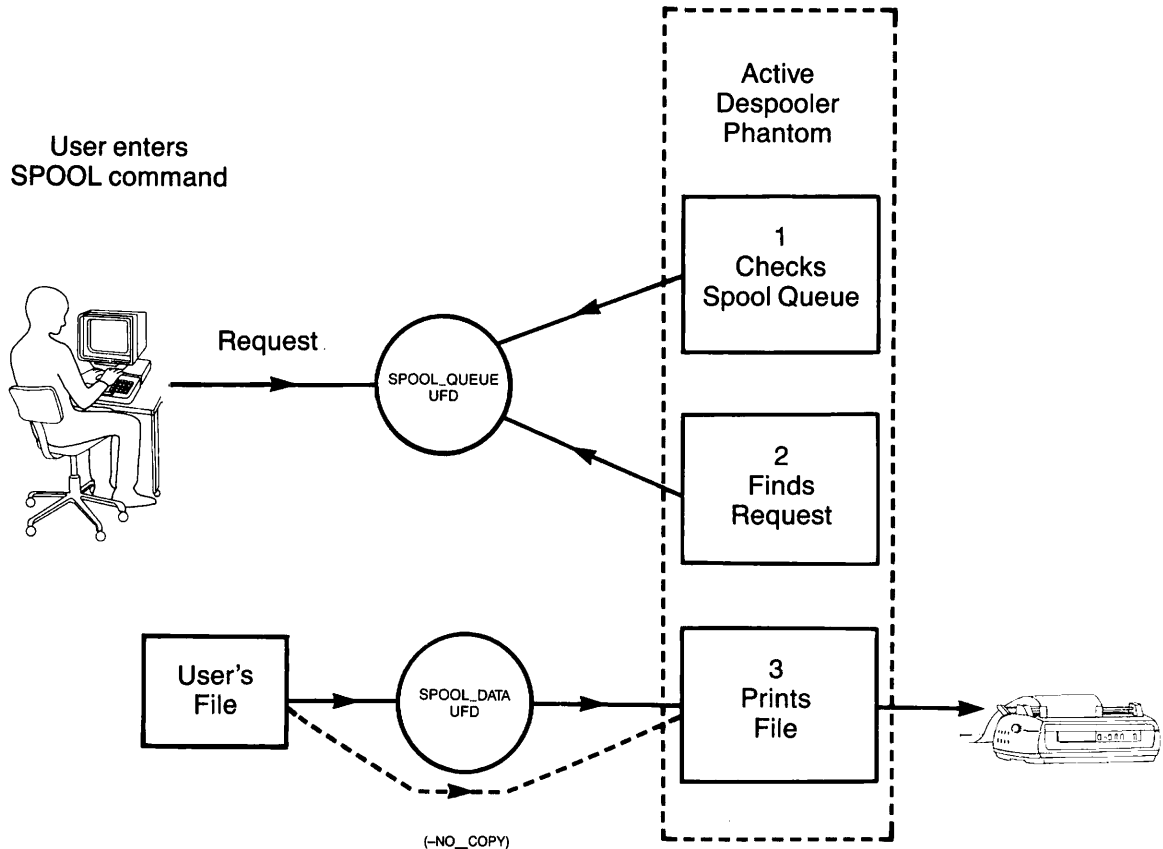 Active
Despooler
Phantom
User enters
SPOOL command
1
Checks
Spool Queue
Request
SPOOL_QUEUE
UFD
2
Finds
Request
User's
File
SPOOL_DATA
UFD
3
Prints
File
(–NO__COPY)